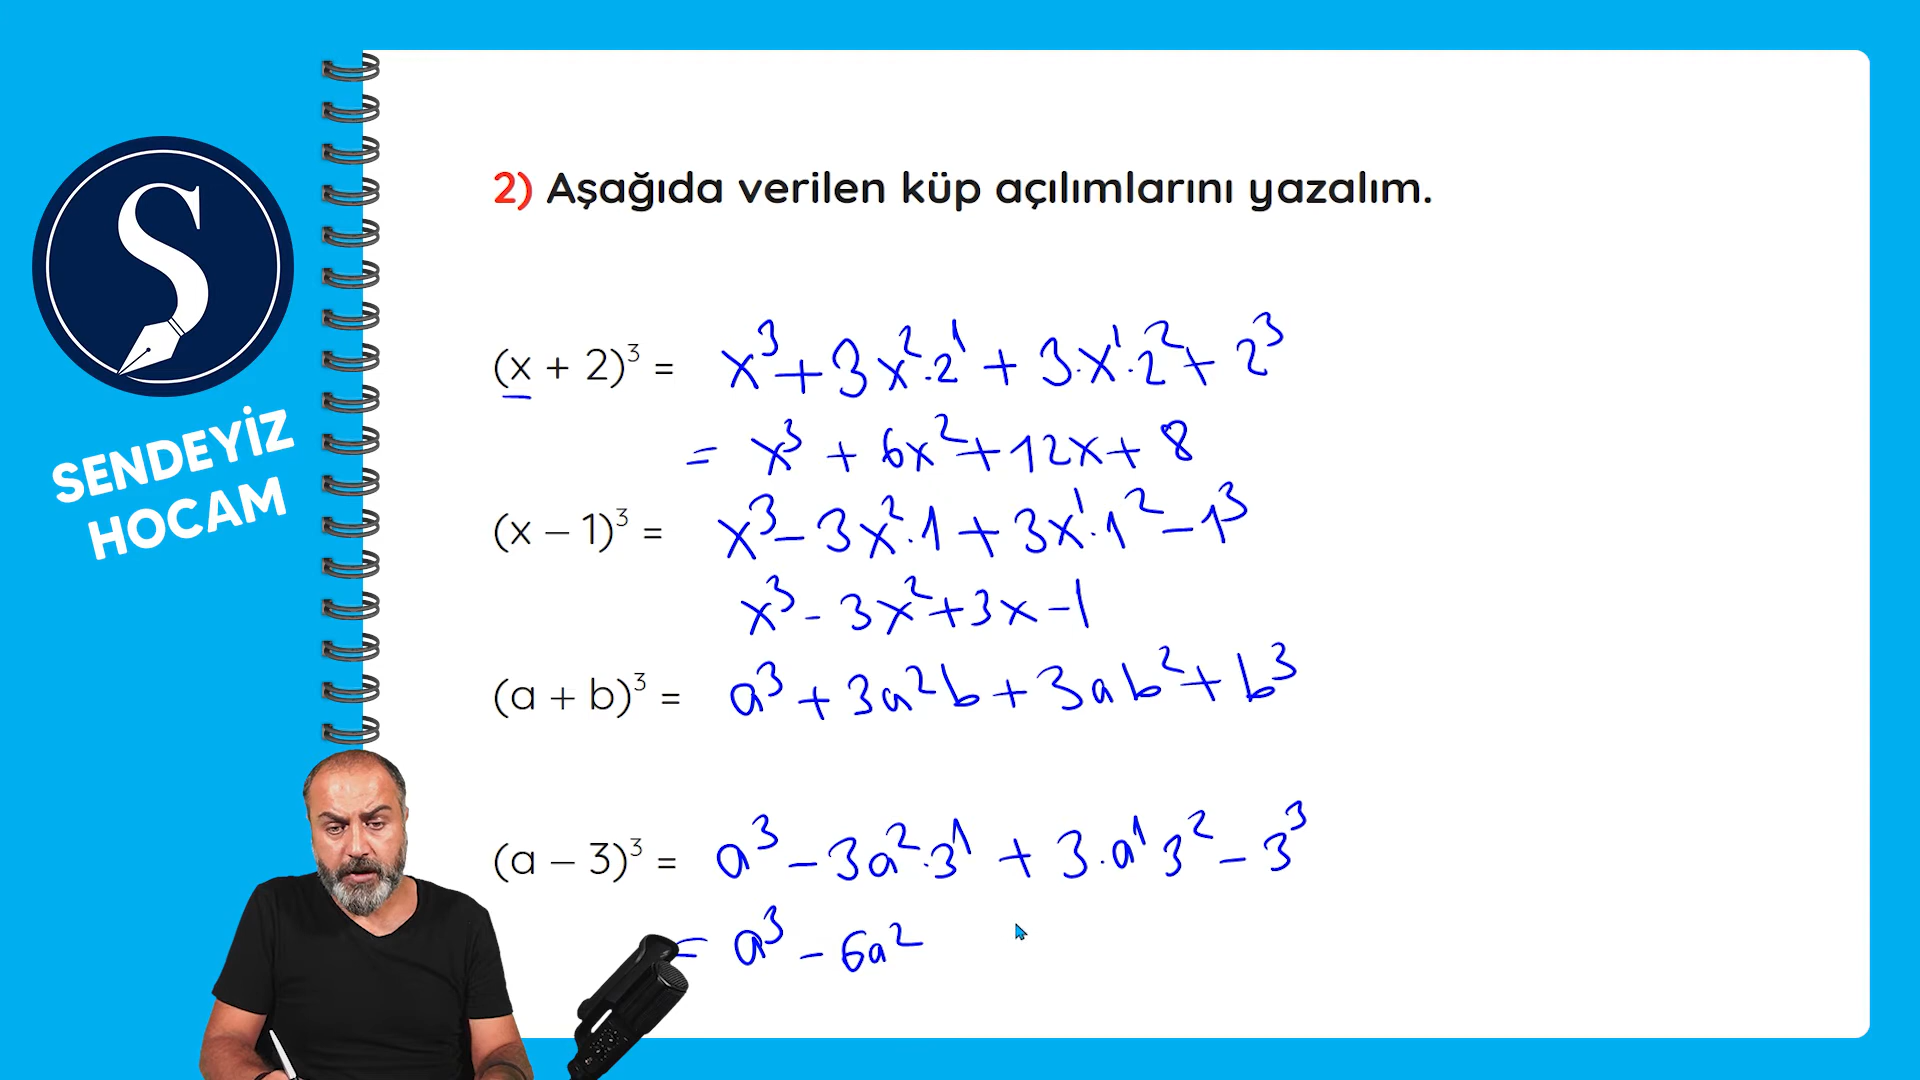 S
SENDEYİZ
HOCAM
2) Aşağıda verilen küp açılımlarını yazalım.
(x + 2)³ = x³ + 3x²·2¹ + 3·x¹·2² + 2³
= x³ + 6x² + 12x + 8
(x – 1)³ = x³ - 3x²·1 + 3x¹·1² - 1³
x³ - 3x² + 3x - 1
(a + b)³ = a³ + 3a²b + 3ab² + b³
(a – 3)³ = a³ - 3a²·3¹ + 3·a¹3² - 3³
= a³ - 6a²